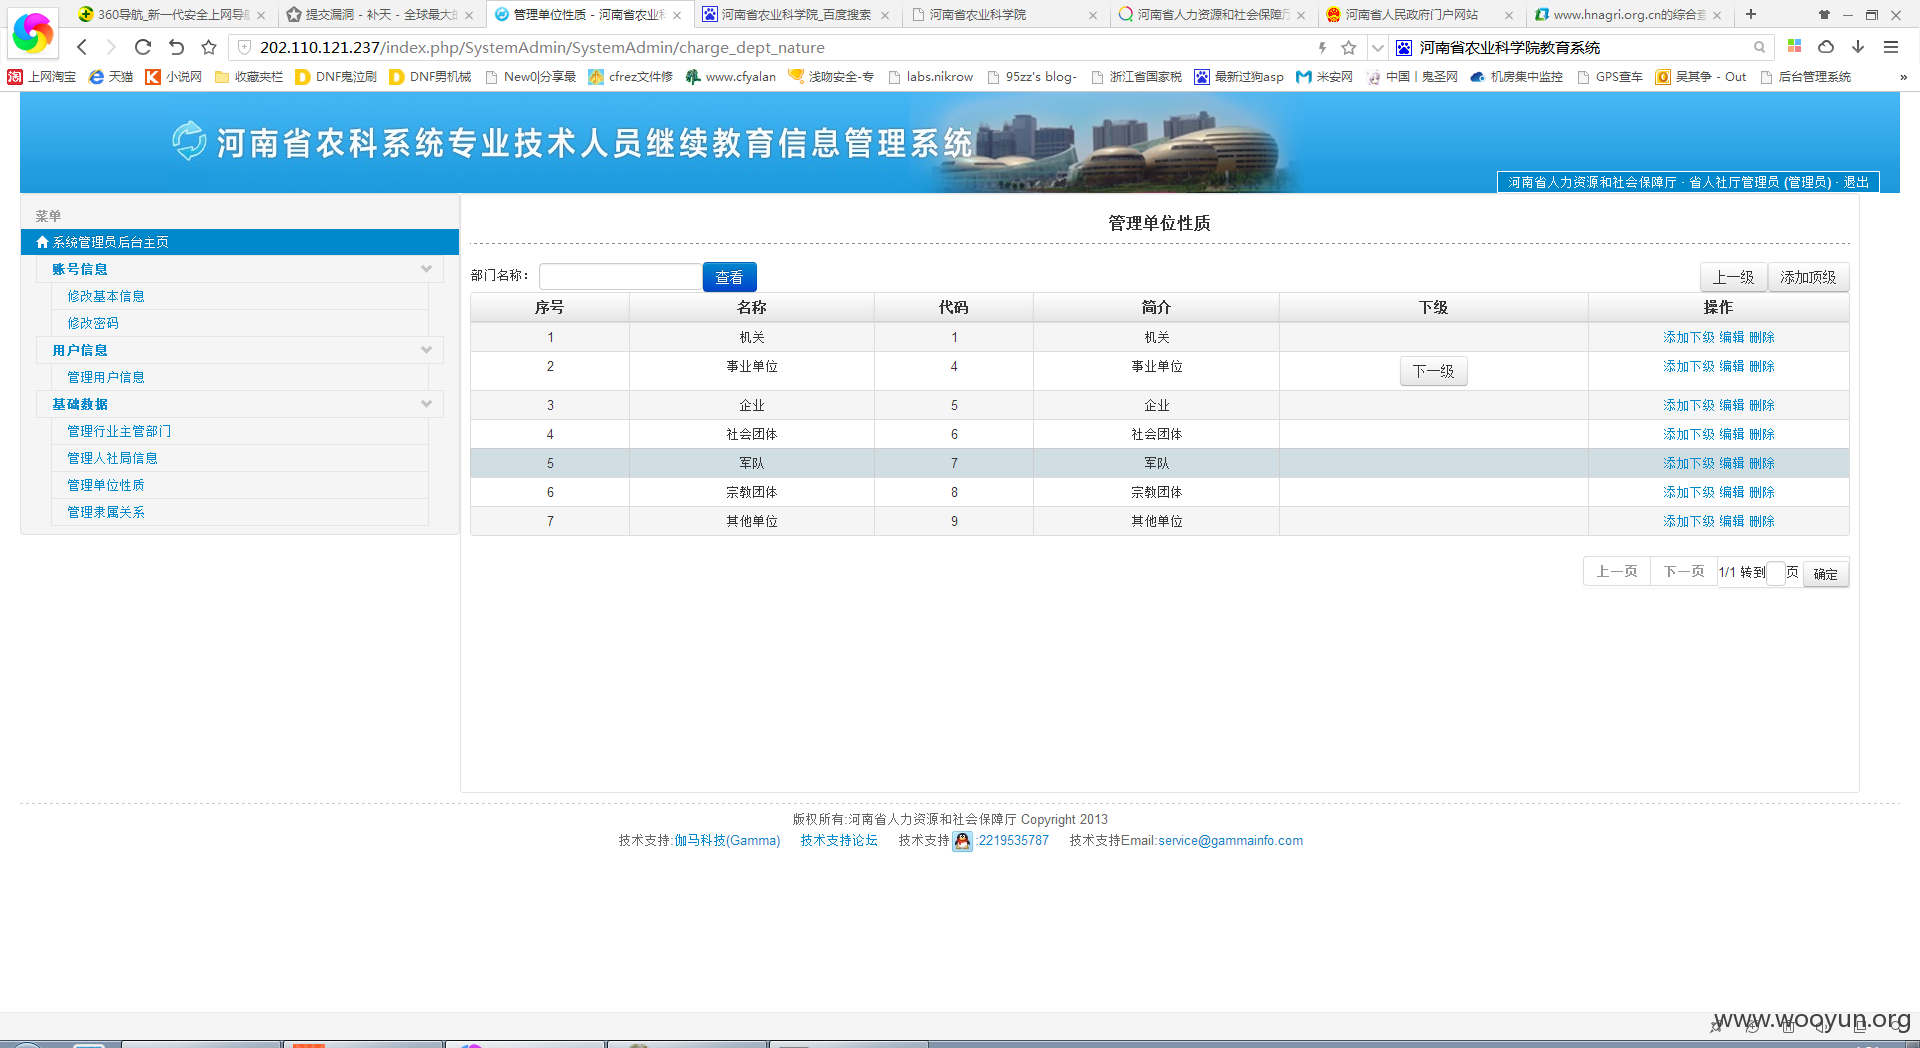 360导航_新一代安全上网导航 提交漏洞 - 补天 - 全球最大的 管理单位性质 - 河南省农业科 河南省农业科学院_百度搜索 河南省农业科学院 河南省人力资源和社会保障厅 河南省人民政府门户网站 www.hnagri.org.cn的综合查
202.110.121.237/index.php/SystemAdmin/SystemAdmin/charge_dept_nature 河南省农业科学院教育系统
上网淘宝 天猫 小说网 收藏夹栏 DNF鬼泣刷 DNF男机械 New0|分享最 cfrez文件修 www.cfyalan 浅吻安全-专 labs.nikrow 95zz's blog- 浙江省国家税 最新过狗asp 米安网 中国丨鬼圣网 机房集中监控 GPS查车 吴其争 - Out 后台管理系统 »
河南省农科系统专业技术人员继续教育信息管理系统
河南省人力资源和社会保障厅 · 省人社厅管理员 (管理员) · 退出
菜单
系统管理员后台主页
账号信息
修改基本信息
修改密码
用户信息
管理用户信息
基础数据
管理行业主管部门
管理人社局信息
管理单位性质
管理隶属关系
管理单位性质
部门名称： 查看 上一级 添加顶级
序号 名称 代码 简介 下级 操作
1 机关 1 机关 添加下级 编辑 删除
2 事业单位 4 事业单位 下一级 添加下级 编辑 删除
3 企业 5 企业 添加下级 编辑 删除
4 社会团体 6 社会团体 添加下级 编辑 删除
5 军队 7 军队 添加下级 编辑 删除
6 宗教团体 8 宗教团体 添加下级 编辑 删除
7 其他单位 9 其他单位 添加下级 编辑 删除
上一页 下一页 1/1 转到 页 确定
版权所有:河南省人力资源和社会保障厅 Copyright 2013
技术支持:伽马科技(Gamma) 技术支持论坛 技术支持 :2219535787 技术支持Email:service@gammainfo.com
www.wooyun.org